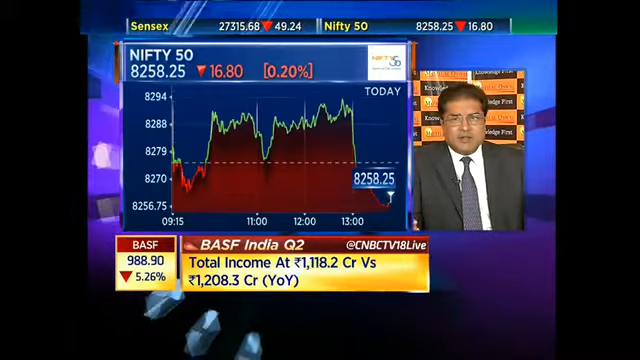 Sensex 27315.68 ▼ 49.24 Nifty 50 8258.25 ▼ 16.80
NIFTY 50
8258.25 ▼ 16.80 [0.20%]
TODAY
8294
8288
8279
8270
8256.75
8258.25
09:15 11:00 12:00 13:00
Knowledge First
BASF
988.90
▼ 5.26%
BASF India Q2 @CNBCTV18Live
Total Income At ₹1,118.2 Cr Vs
₹1,208.3 Cr (YoY)